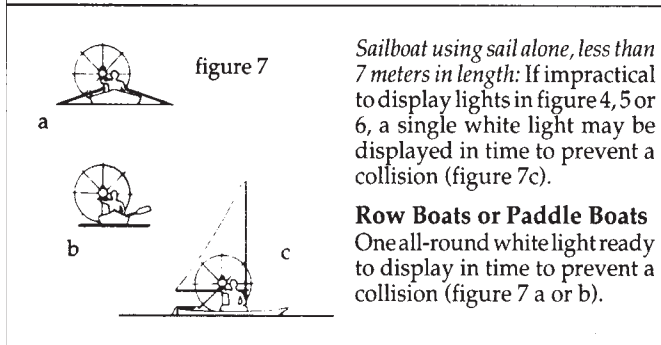 figure 7
a
b
c
Sailboat using sail alone, less than
7 meters in length: If impractical
to display lights in figure 4, 5 or
6, a single white light may be
displayed in time to prevent a
collision (figure 7c).
Row Boats or Paddle Boats
One all-round white light ready
to display in time to prevent a
collision (figure 7 a or b).